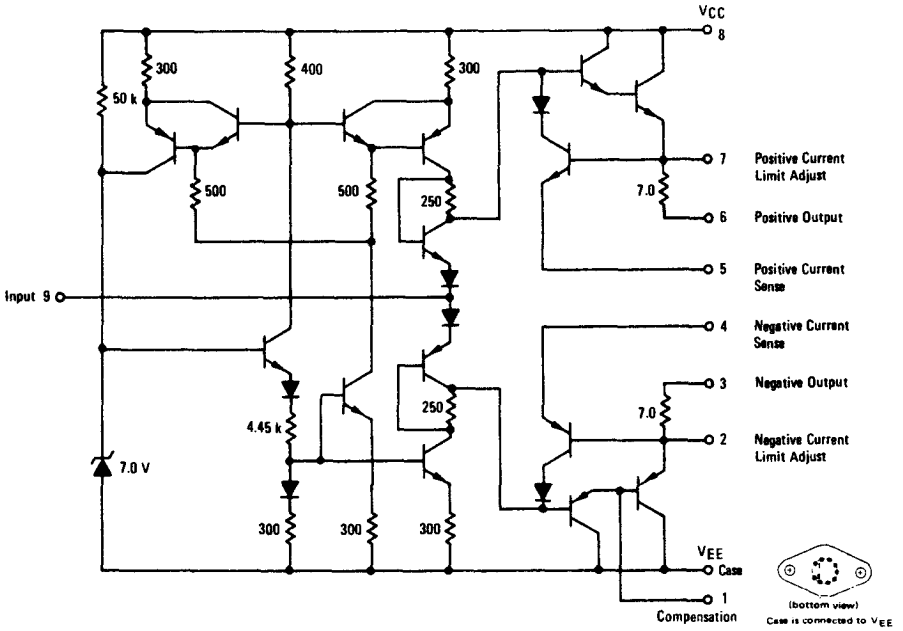 VCC
8
300
400
300
50 k
7 Positive Current
Limit Adjust
500
500
250
7.0
6 Positive Output
Input 9
5 Positive Current
Sense
4 Negative Current
Sense
3 Negative Output
250
7.0
4.45 k
2 Negative Current
Limit Adjust
7.0 V
300
300
300
VEE
Case
1
Compensation
(bottom view)
Case is connected to VEE